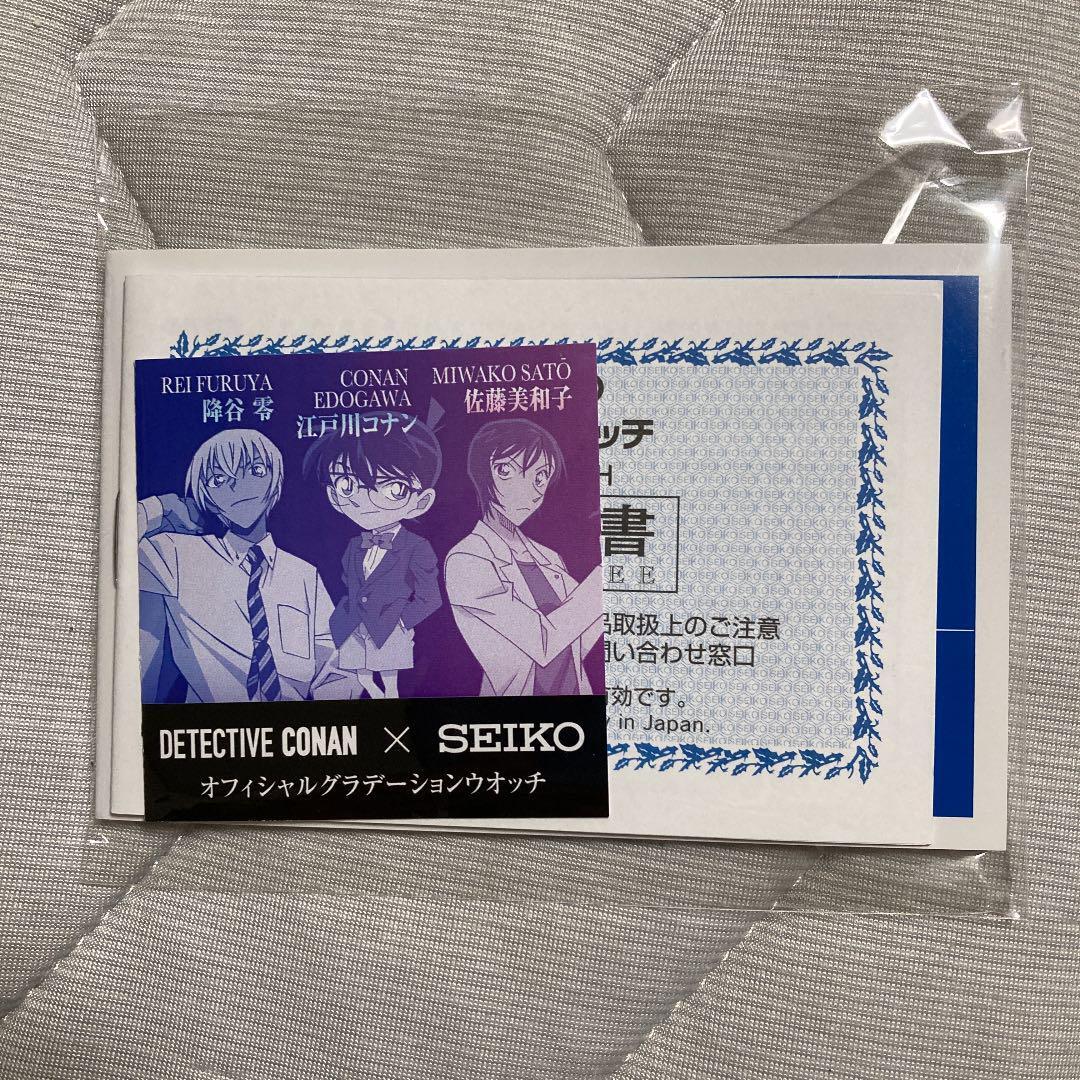 REI FURUYA
降谷 零
CONAN
EDOGAWA
江戸川コナン
MIWAKO SATŌ
佐藤美和子
DETECTIVE CONAN × SEIKO
オフィシャルグラデーションウオッチ
ッチ
H
書
EE
取扱上のご注意
問い合わせ窓口
有効です。
y in Japan.